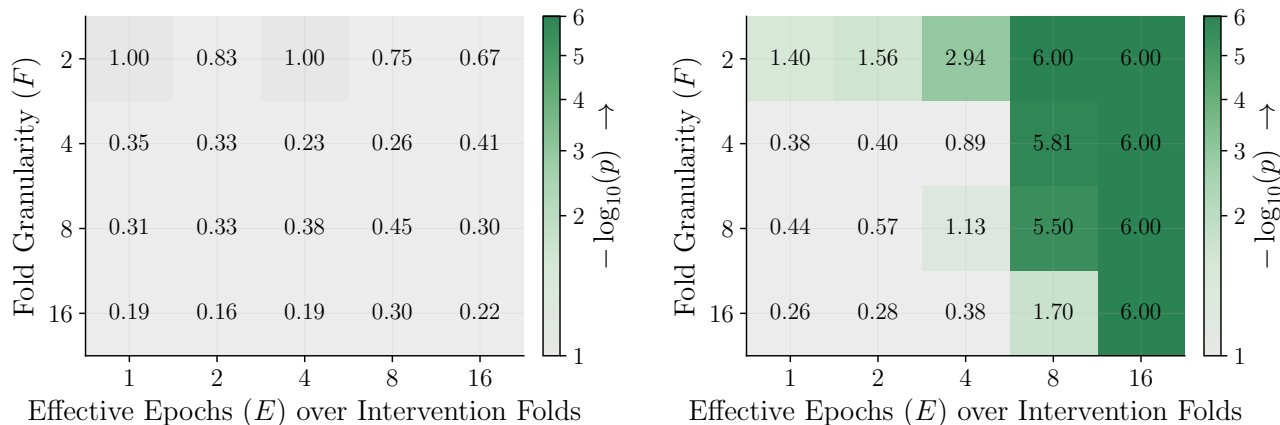 Fold Granularity (F)
2
4
8
16
1.00 0.83 1.00 0.75 0.67
0.35 0.33 0.23 0.26 0.41
0.31 0.33 0.38 0.45 0.30
0.19 0.16 0.19 0.30 0.22
1 2 4 8 16
Effective Epochs (E) over Intervention Folds
6
5
4
3
2
1
− log₁₀(p) →
Fold Granularity (F)
2
4
8
16
1.40 1.56 2.94 6.00 6.00
0.38 0.40 0.89 5.81 6.00
0.44 0.57 1.13 5.50 6.00
0.26 0.28 0.38 1.70 6.00
1 2 4 8 16
Effective Epochs (E) over Intervention Folds
6
5
4
3
2
1
− log₁₀(p) →